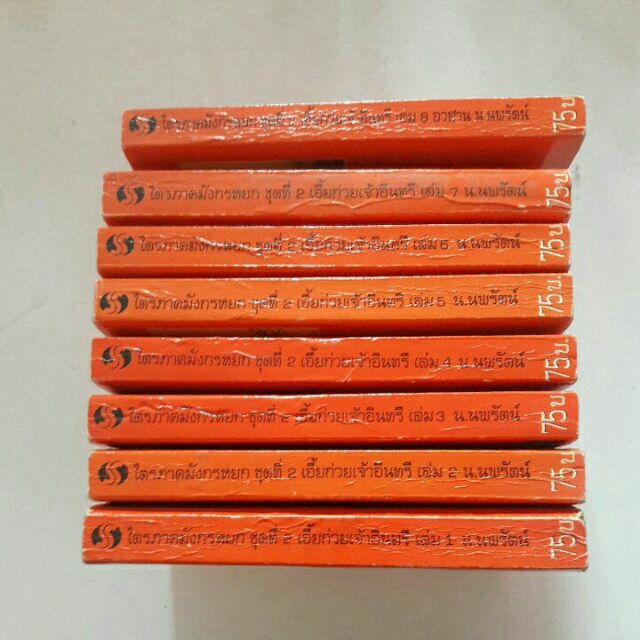 ไตรภาคมังกรหยก ชุดที่ 2 เอี้ยก่วยเจ้าอินทรี เล่ม 8 อวสาน น.นพรัตน์ 75 บ
ไตรภาคมังกรหยก ชุดที่ 2 เอี้ยก่วยเจ้าอินทรี เล่ม 7 น.นพรัตน์ 75 บ
ไตรภาคมังกรหยก ชุดที่ 2 เอี้ยก่วยเจ้าอินทรี เล่ม 6 น.นพรัตน์ 75 บ
ไตรภาคมังกรหยก ชุดที่ 2 เอี้ยก่วยเจ้าอินทรี เล่ม 5 น.นพรัตน์ 75 บ.
ไตรภาคมังกรหยก ชุดที่ 2 เอี้ยก่วยเจ้าอินทรี เล่ม 4 น.นพรัตน์ 75 บ.
ไตรภาคมังกรหยก ชุดที่ 2 เอี้ยก่วยเจ้าอินทรี เล่ม 3 น.นพรัตน์ 75 บ
ไตรภาคมังกรหยก ชุดที่ 2 เอี้ยก่วยเจ้าอินทรี เล่ม 2 น.นพรัตน์ 75 บ
ไตรภาคมังกรหยก ชุดที่ 2 เอี้ยก่วยเจ้าอินทรี เล่ม 1 น.นพรัตน์ 75 บ